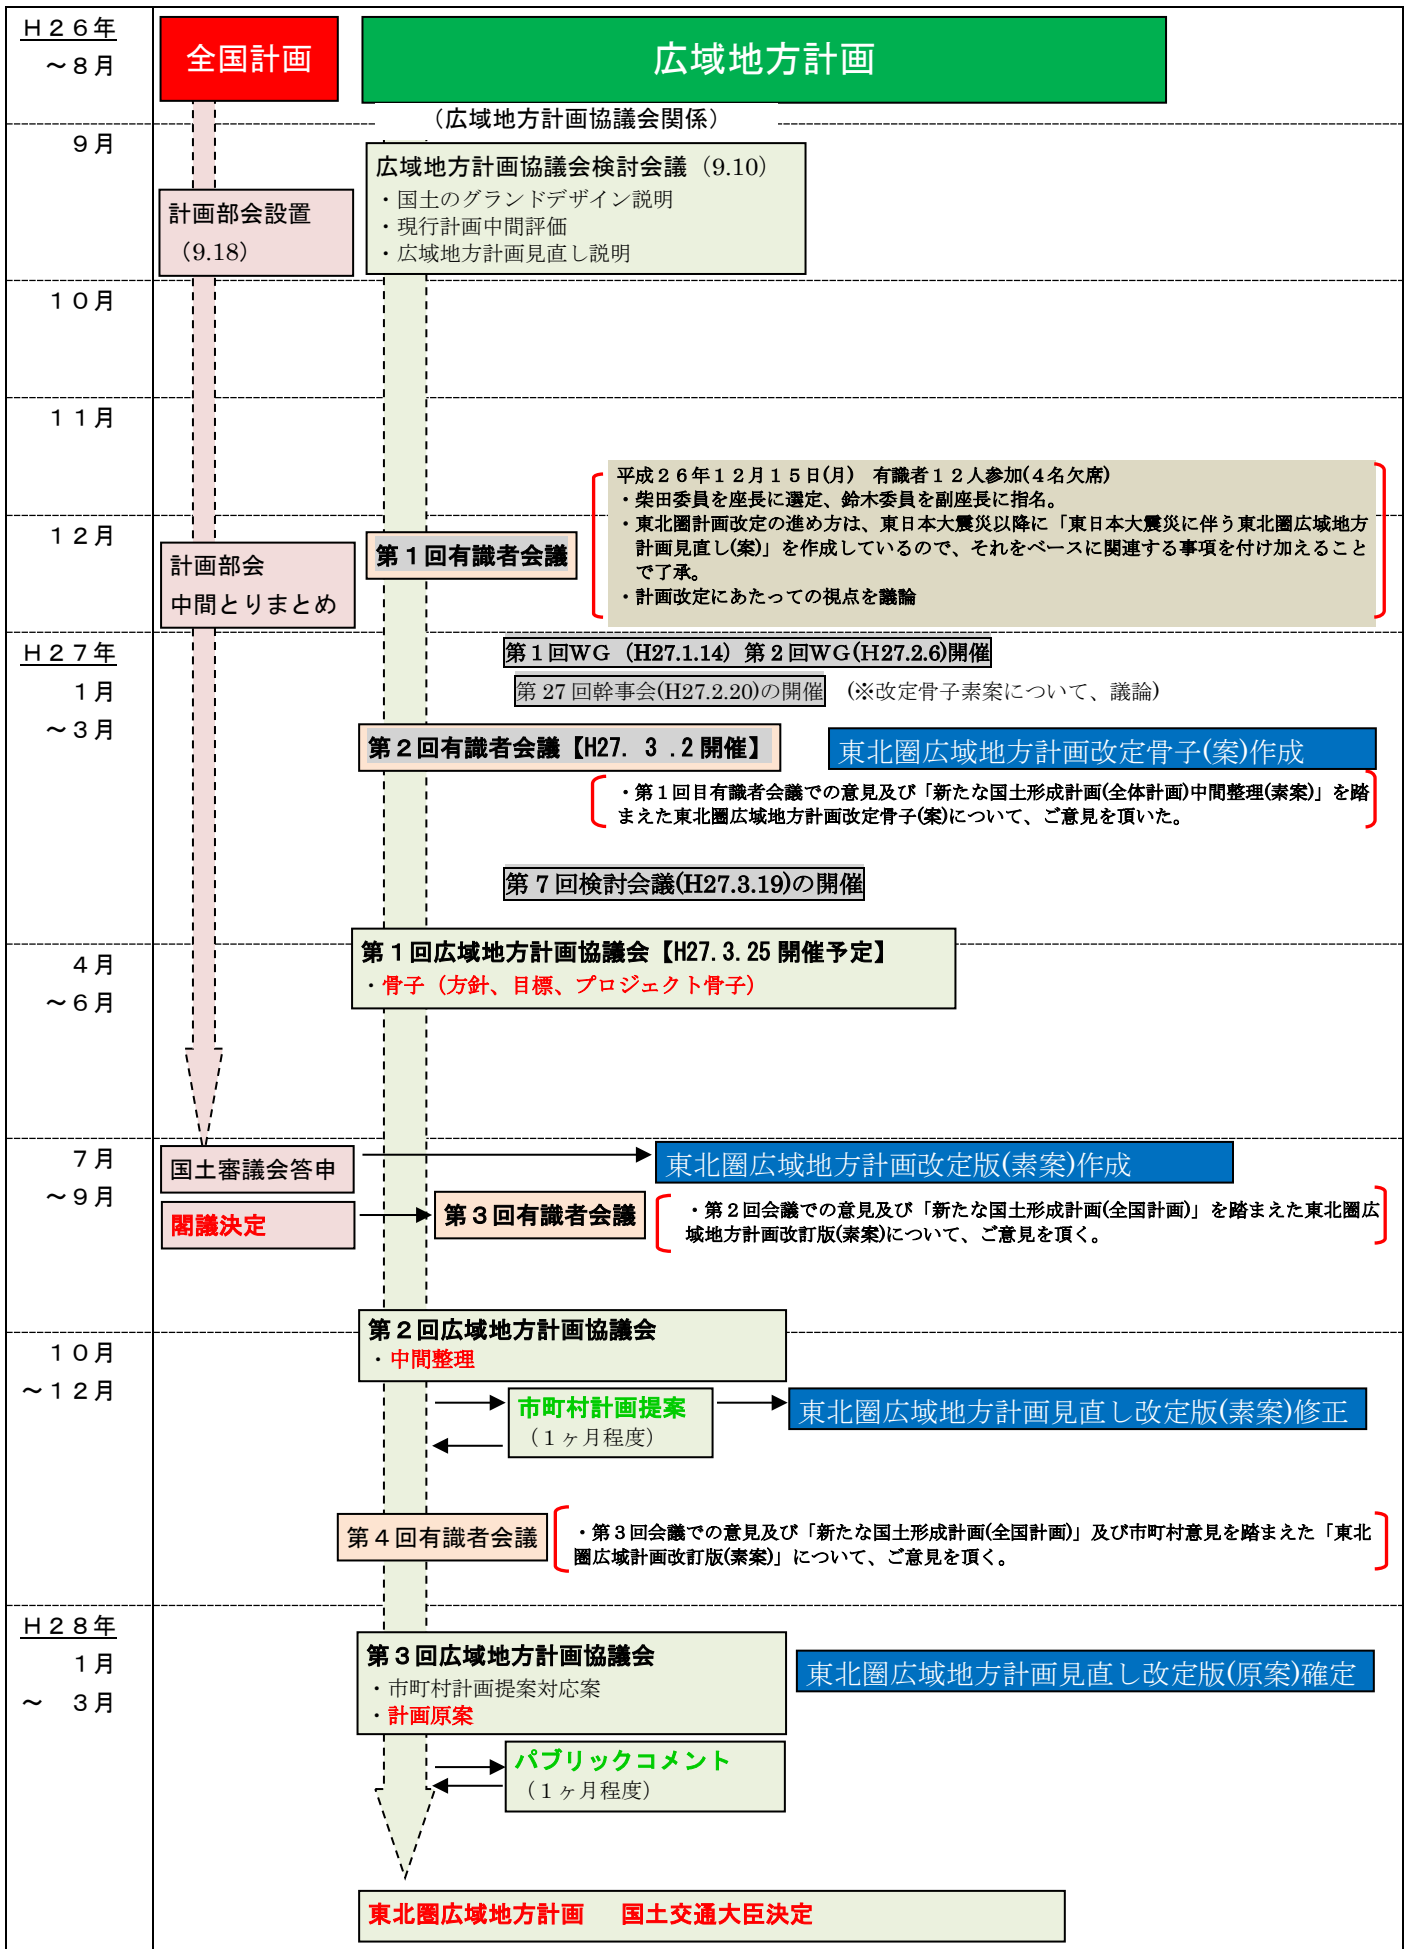 Ｈ２６年
～８月
全国計画
広域地方計画
（広域地方計画協議会関係）
９月
広域地方計画協議会検討会議（9.10）
・国土のグランドデザイン説明
・現行計画中間評価
・広域地方計画見直し説明
計画部会設置
（9.18）
１０月
１１月
平成２６年１２月１５日(月)　有識者１２人参加(４名欠席)
・柴田委員を座長に選定、鈴木委員を副座長に指名。
・東北圏計画改定の進め方は、東日本大震災以降に「東日本大震災に伴う東北圏広域地方
計画見直し(案)」を作成しているので、それをベースに関連する事項を付け加えること
で了承。
・計画改定にあたっての視点を議論
１２月
第１回有識者会議
計画部会
中間とりまとめ
Ｈ２７年
１月
～３月
第１回WG（H27.1.14）第２回WG(H27.2.6)開催
第 27 回幹事会(H27.2.20)の開催　(※改定骨子素案について、議論)
第２回有識者会議【H27. ３.２開催】
東北圏広域地方計画改定骨子(案)作成
・第１回目有識者会議での意見及び「新たな国土形成計画(全体計画)中間整理(素案)」を踏
まえた東北圏広域地方計画改定骨子(案)について、ご意見を頂いた。
第７回検討会議(H27.3.19)の開催
第１回広域地方計画協議会【H27.3.25 開催予定】
・骨子（方針、目標、プロジェクト骨子）
４月
～６月
７月
～９月
国土審議会答申
東北圏広域地方計画改定版(素案)作成
閣議決定
第３回有識者会議
・第２回会議での意見及び「新たな国土形成計画(全国計画)」を踏まえた東北圏広
域地方計画改訂版(素案)について、ご意見を頂く。
第２回広域地方計画協議会
・中間整理
１０月
～１２月
市町村計画提案
（１ヶ月程度）
東北圏広域地方計画見直し改定版(素案)修正
第４回有識者会議
・第３回会議での意見及び「新たな国土形成計画(全国計画)」及び市町村意見を踏まえた「東北
圏広域計画改訂版(素案)」について、ご意見を頂く。
Ｈ２８年
１月
～　３月
第３回広域地方計画協議会
・市町村計画提案対応案
・計画原案
東北圏広域地方計画見直し改定版(原案)確定
パブリックコメント
（１ヶ月程度）
東北圏広域地方計画　国土交通大臣決定